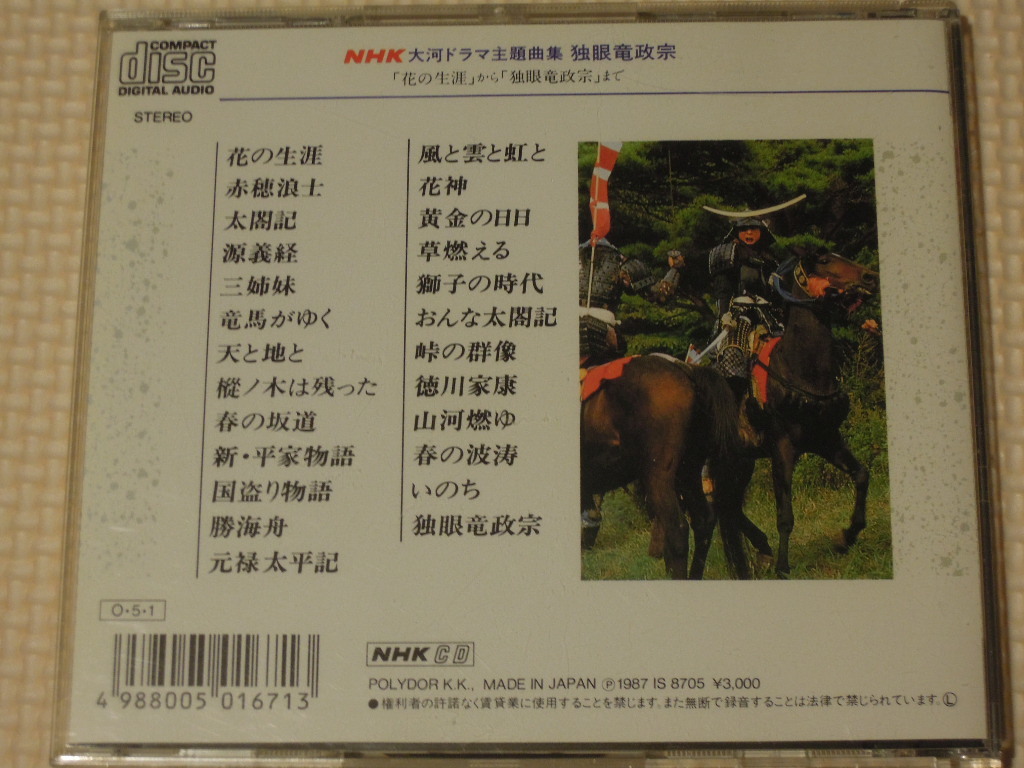 COMPACT
disc
DIGITAL AUDIO
STEREO
NHK 大河ドラマ主題曲集 独眼竜政宗
「花の生涯」から「独眼竜政宗」まで
花の生涯
赤穂浪士
太閤記
源義経
三姉妹
竜馬がゆく
天と地と
樅ノ木は残った
春の坂道
新・平家物語
国盗り物語
勝海舟
元禄太平記
風と雲と虹と
花神
黄金の日日
草燃える
獅子の時代
おんな太閤記
峠の群像
徳川家康
山河燃ゆ
春の波涛
いのち
独眼竜政宗
O・5・1
4 988005 016713
NHK CD
POLYDOR K.K., MADE IN JAPAN Ⓟ1987 IS 8705 ¥3,000
●権利者の許諾なく賃貸業に使用することを禁じます。また無断で録音することは法律で禁じられています。Ⓛ